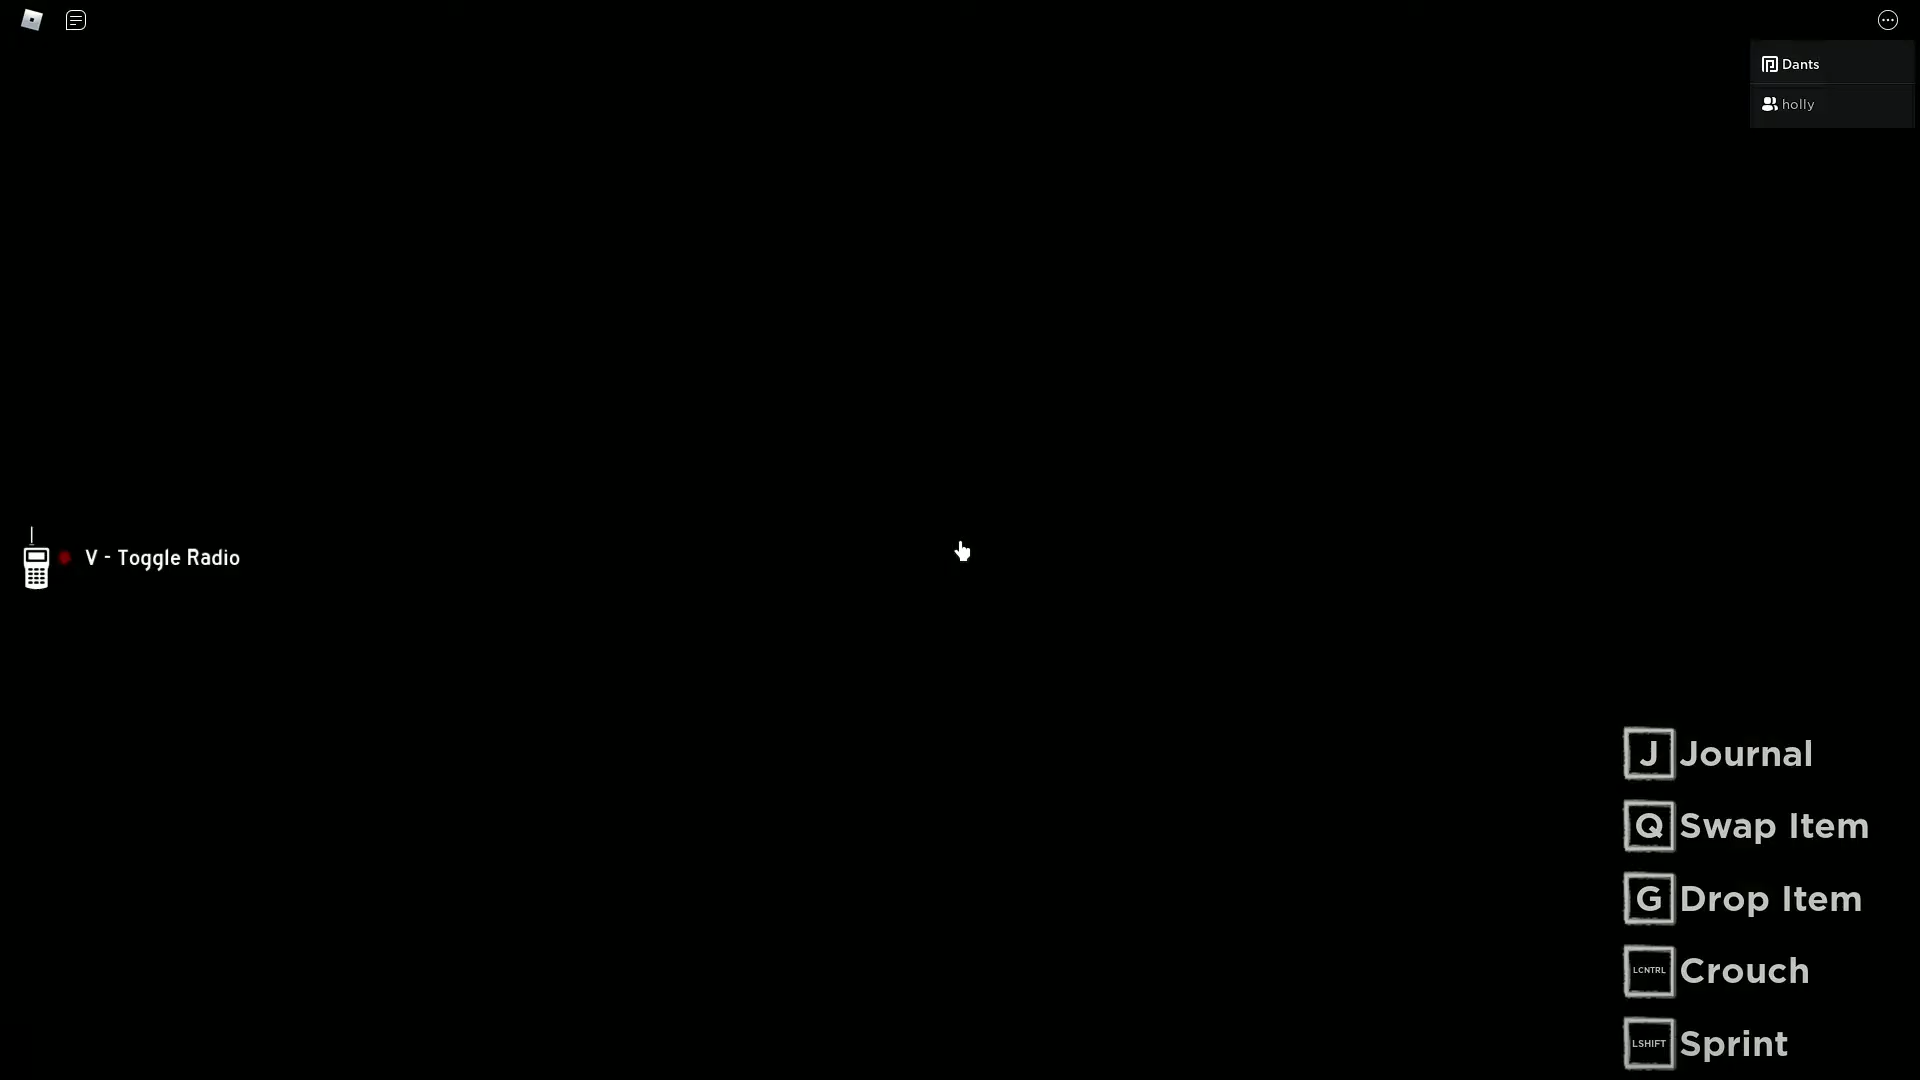 Dants
holly
V - Toggle Radio
J Journal
Q Swap Item
G Drop Item
LCNTRL Crouch
LSHIFT Sprint